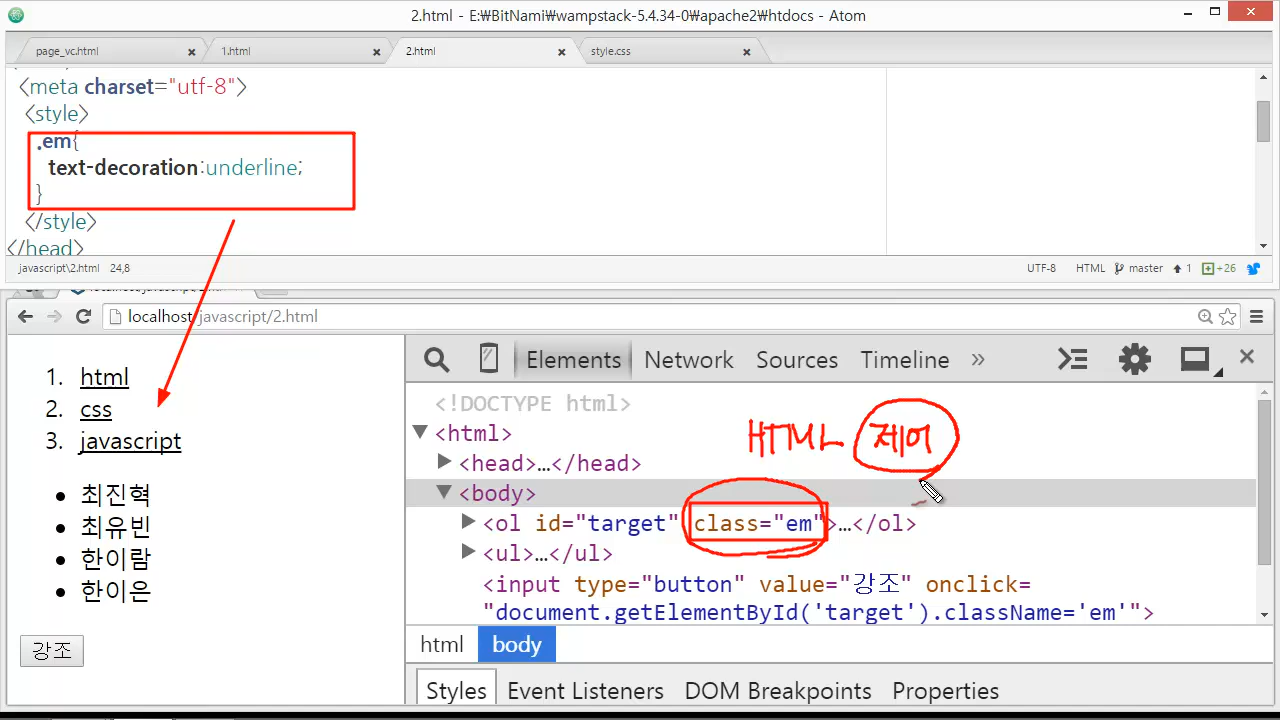 2.html - E:₩BitNami₩wampstack-5.4.34-0₩apache2₩htdocs - Atom
page_vc.html 1.html 2.html style.css
<meta charset="utf-8">
<style>
.em{
text-decoration:underline;
}
</style>
</head>
javascript\2.html 24,8 UTF-8 HTML master 1 +26
localhost/javascript/2.html
1. html
2. css
3. javascript
• 최진혁
• 최유빈
• 한이람
• 한이은
강조
Elements Network Sources Timeline »
<!DOCTYPE html>
<html>
<head>…</head>
<body>
<ol id="target" class="em">…</ol>
<ul>…</ul>
<input type="button" value="강조" onclick=
"document.getElementById('target').className='em'">
HTML 제어
html body
Styles Event Listeners DOM Breakpoints Properties